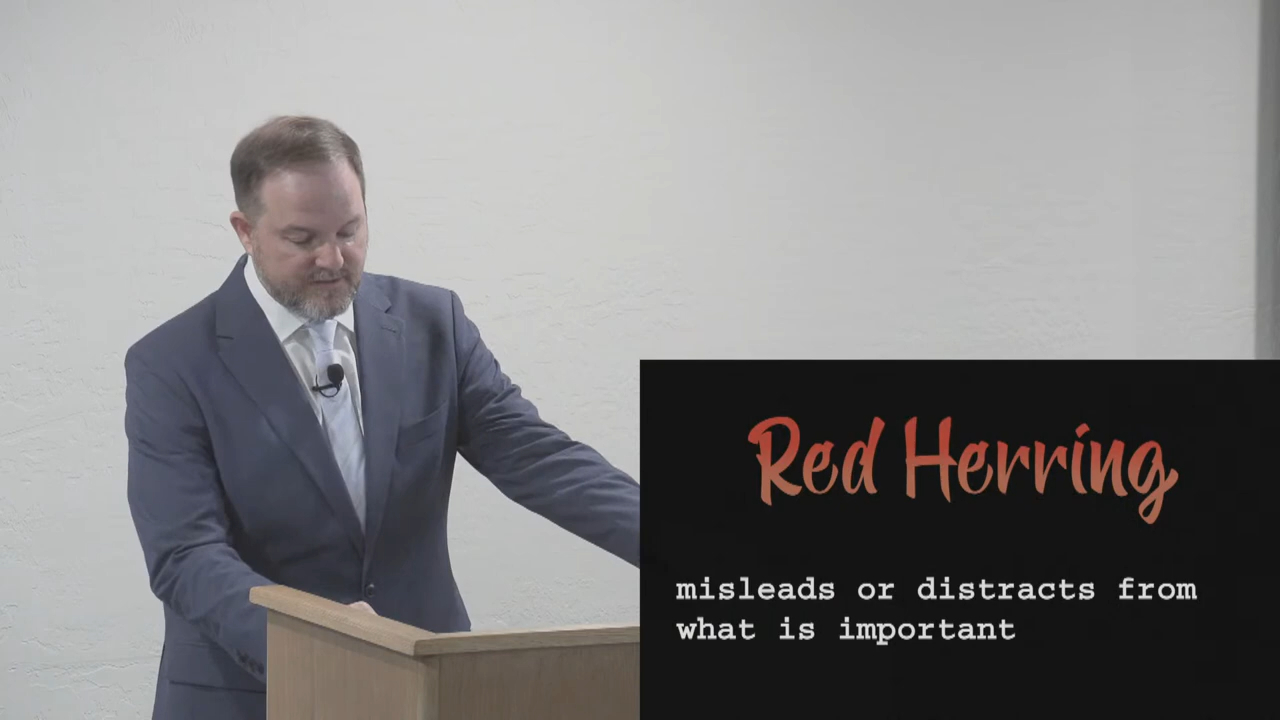 Red Herring
misleads or distracts from
what is important